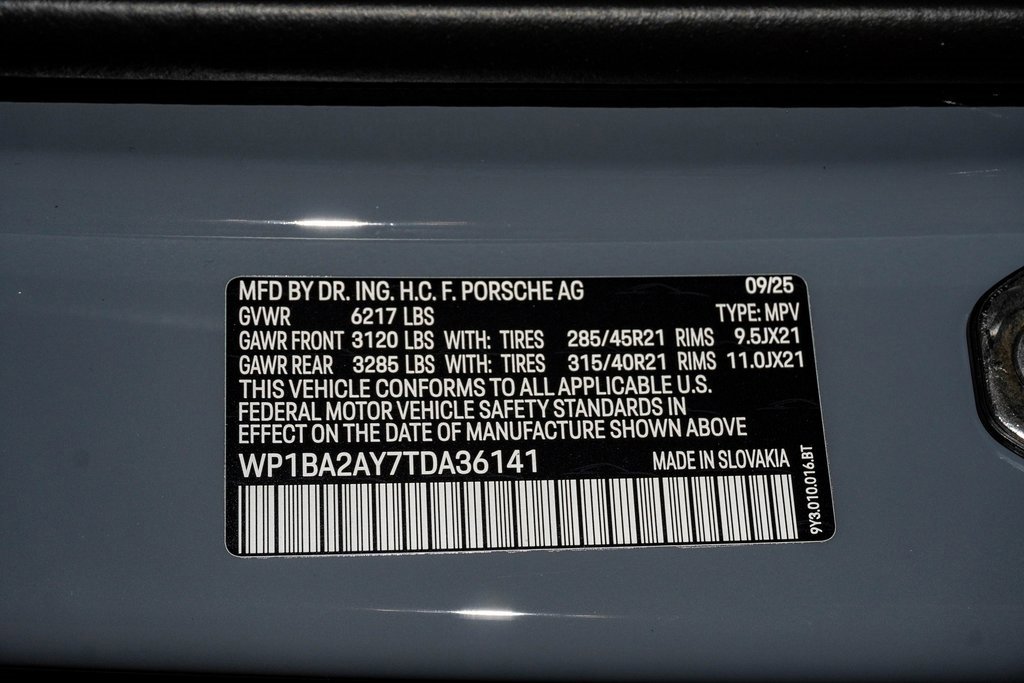 MFD BY DR. ING. H.C. F. PORSCHE AG 09/25
GVWR 6217 LBS TYPE: MPV
GAWR FRONT 3120 LBS WITH: TIRES 285/45R21 RIMS 9.5JX21
GAWR REAR 3285 LBS WITH: TIRES 315/40R21 RIMS 11.0JX21
THIS VEHICLE CONFORMS TO ALL APPLICABLE U.S.
FEDERAL MOTOR VEHICLE SAFETY STANDARDS IN
EFFECT ON THE DATE OF MANUFACTURE SHOWN ABOVE
WP1BA2AY7TDA36141 MADE IN SLOVAKIA
9Y3.010.016.BT